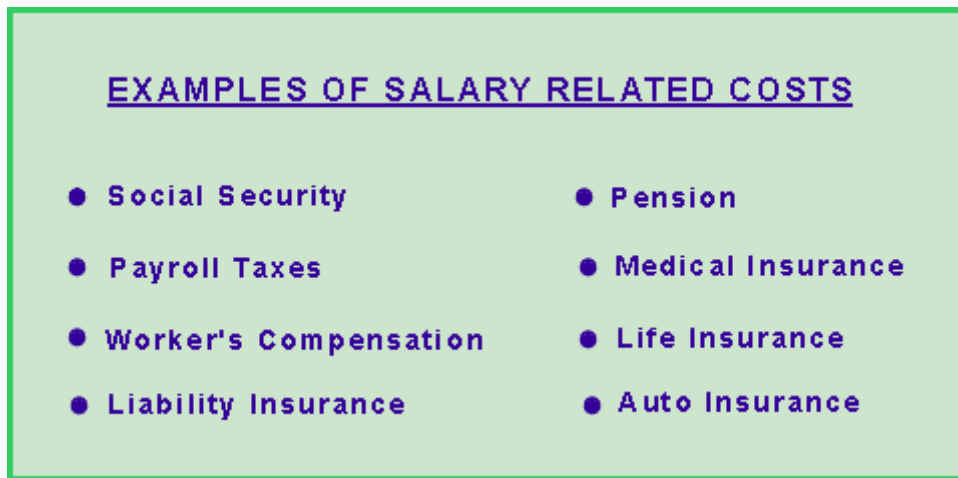 EXAMPLES OF SALARY RELATED COSTS
• Social Security
• Payroll Taxes
• Worker's Compensation
• Liability Insurance
• Pension
• Medical Insurance
• Life Insurance
• Auto Insurance